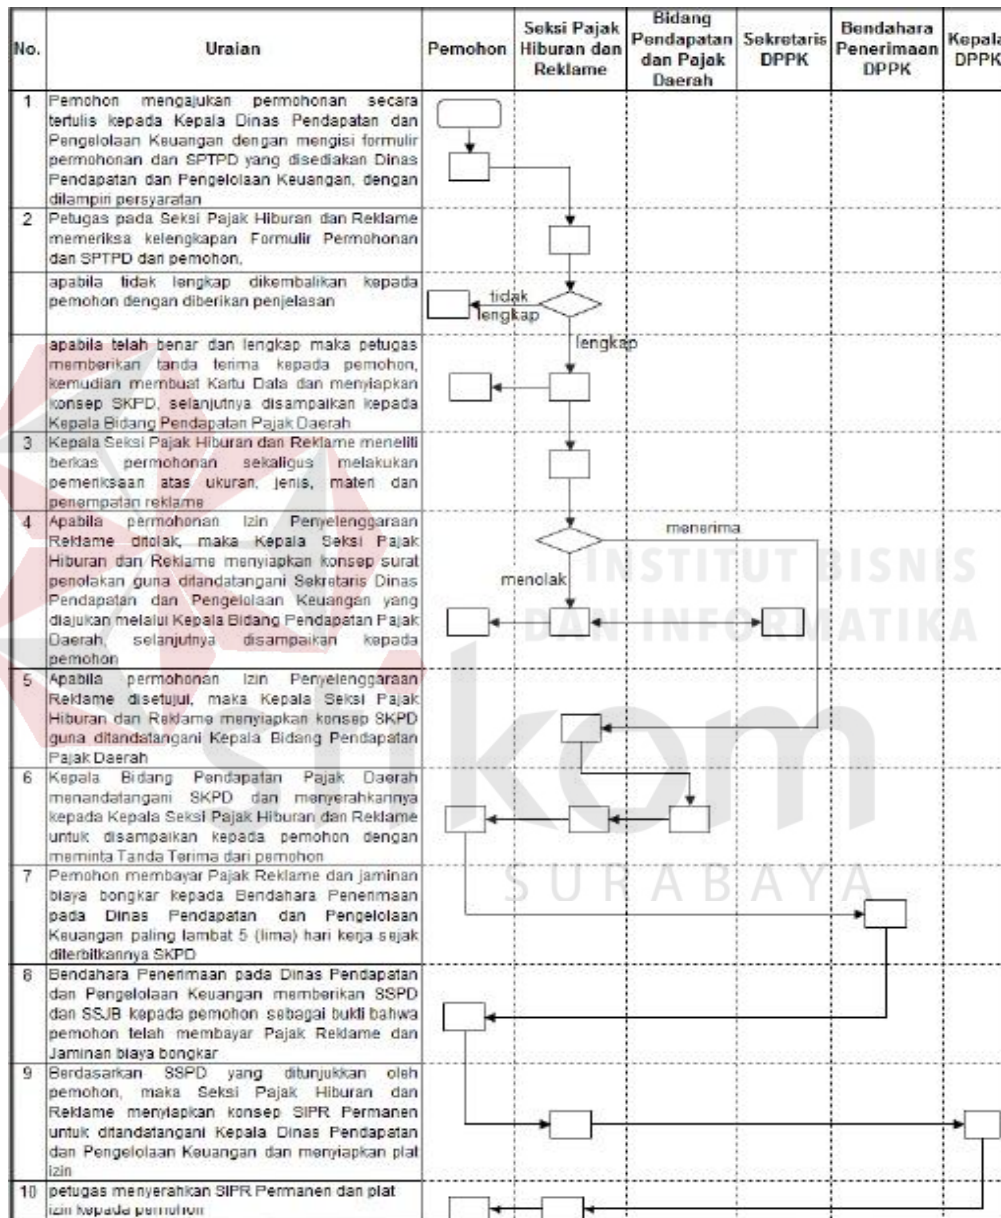 No.
Uraian
Pemohon
Seksi Pajak
Hiburan dan
Reklame
Bidang
Pendapatan
dan Pajak
Daerah
Sekretaris
DPPK
Bendahara
Penerimaan
DPPK
Kepala
DPPK
1
Pemohon mengajukan permohonan secara
tertulis kepada Kepala Dinas Pendapatan dan
Pengelolaan Keuangan dengan mengisi formulir
permohonan dan SPTPD yang disediakan Dinas
Pendapatan dan Pengelolaan Keuangan, dengan
dilampiri persyaratan
2
Petugas pada Seksi Pajak Hiburan dan Reklame
memeriksa kelengkapan Formulir Permohonan
dan SPTPD dari pemohon,
apabila tidak lengkap dikembalikan kepada
pemohon dengan diberikan penjelasan
tidak
lengkap
lengkap
apabila telah benar dan lengkap maka petugas
memberikan tanda terima kepada pemohon,
kemudian membuat Kartu Data dan menyiapkan
konsep SKPD, selanjutnya disampaikan kepada
Kepala Bidang Pendapatan Pajak Daerah
3
Kepala Seksi Pajak Hiburan dan Reklame meneliti
berkas permohonan sekaligus melakukan
pemeriksaan atas ukuran, jenis, materi dan
penempatan reklame
4
Apabila permohonan Izin Penyelenggaraan
Reklame ditolak, maka Kepala Seksi Pajak
Hiburan dan Reklame menyiapkan konsep surat
penolakan guna ditandatangani Sekretaris Dinas
Pendapatan dan Pengelolaan Keuangan yang
diajukan melalui Kepala Bidang Pendapatan Pajak
Daerah, selanjutnya disampaikan kepada
pemohon
menerima
menolak
INSTITUT BISNIS
DAN INFORMATIKA
5
Apabila permohonan Izin Penyelenggaraan
Reklame disetujui, maka Kepala Seksi Pajak
Hiburan dan Reklame menyiapkan konsep SKPD
guna ditandatangani Kepala Bidang Pendapatan
Pajak Daerah
stikom
6
Kepala Bidang Pendapatan Pajak Daerah
menandatangani SKPD dan menyerahkannya
kepada Kepala Seksi Pajak Hiburan dan Reklame
untuk disampaikan kepada pemohon dengan
meminta Tanda Terima dari pemohon
SURABAYA
7
Pemohon membayar Pajak Reklame dan jaminan
biaya bongkar kepada Bendahara Penerimaan
pada Dinas Pendapatan dan Pengelolaan
Keuangan paling lambat 5 (lima) hari kerja sejak
diterbitkannya SKPD
8
Bendahara Penerimaan pada Dinas Pendapatan
dan Pengelolaan Keuangan memberikan SSPD
dan SSJB kepada pemohon sebagai bukti bahwa
pemohon telah membayar Pajak Reklame dan
Jaminan biaya bongkar
9
Berdasarkan SSPD yang ditunjukkan oleh
pemohon, maka Seksi Pajak Hiburan dan
Reklame menyiapkan konsep SIPR Permanen
untuk ditandatangani Kepala Dinas Pendapatan
dan Pengelolaan Keuangan dan menyiapkan plat
izin
10
petugas menyerahkan SIPR Permanen dan plat
izin kepada pemohon